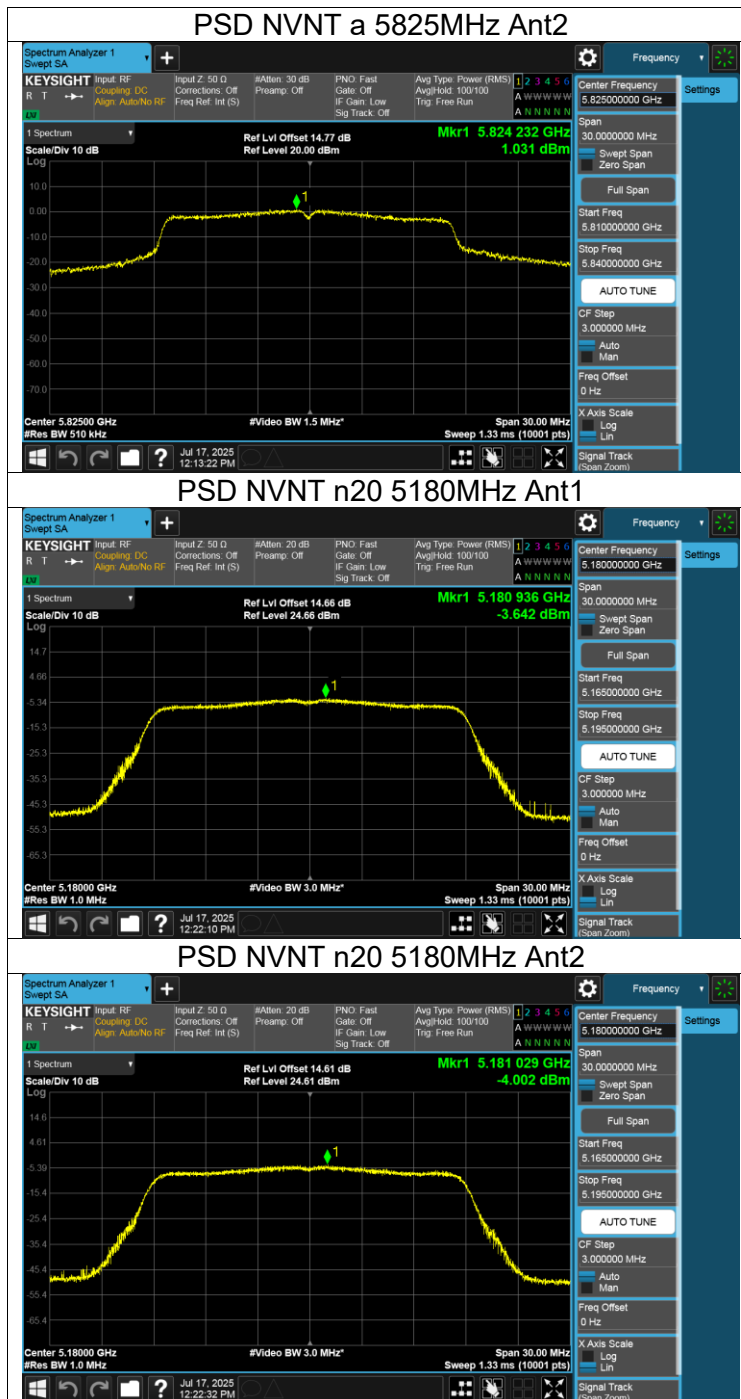 PSD NVNT a 5825MHz Ant2
Spectrum Analyzer 1
Swept SA
Frequency
Settings
KEYSIGHT
R T
LXI
Input: RF
Coupling: DC
Align: Auto/No RF
Input Z: 50 Ω
Corrections: Off
Freq Ref: Int (S)
#Atten: 30 dB
Preamp: Off
PNO: Fast
Gate: Off
IF Gain: Low
Sig Track: Off
Avg Type: Power (RMS)
Avg|Hold: 100/100
Trig: Free Run
1 2 3 4 5 6
A W W W W W
A N N N N N
1 Spectrum
Scale/Div 10 dB
Log
Ref Lvl Offset 14.77 dB
Ref Level 20.00 dBm
Mkr1 5.824 232 GHz
1.031 dBm
1
10.0
0.00
-10.0
-20.0
-30.0
-40.0
-50.0
-60.0
-70.0
Center 5.82500 GHz
#Res BW 510 kHz
#Video BW 1.5 MHz*
Span 30.00 MHz
Sweep 1.33 ms (10001 pts)
Center Frequency
5.825000000 GHz
Span
30.0000000 MHz
Swept Span
Zero Span
Full Span
Start Freq
5.810000000 GHz
Stop Freq
5.840000000 GHz
AUTO TUNE
CF Step
3.000000 MHz
Auto
Man
Freq Offset
0 Hz
X Axis Scale
Log
Lin
Signal Track
(Span Zoom)
?
Jul 17, 2025
12:13:22 PM
PSD NVNT n20 5180MHz Ant1
Spectrum Analyzer 1
Swept SA
Frequency
Settings
KEYSIGHT
R T
LXI
Input: RF
Coupling: DC
Align: Auto/No RF
Input Z: 50 Ω
Corrections: Off
Freq Ref: Int (S)
#Atten: 20 dB
Preamp: Off
PNO: Fast
Gate: Off
IF Gain: Low
Sig Track: Off
Avg Type: Power (RMS)
Avg|Hold: 100/100
Trig: Free Run
1 2 3 4 5 6
A W W W W W
A N N N N N
1 Spectrum
Scale/Div 10 dB
Log
Ref Lvl Offset 14.66 dB
Ref Level 24.66 dBm
Mkr1 5.180 936 GHz
-3.642 dBm
1
14.7
4.66
-5.34
-15.3
-25.3
-35.3
-45.3
-55.3
-65.3
Center 5.18000 GHz
#Res BW 1.0 MHz
#Video BW 3.0 MHz*
Span 30.00 MHz
Sweep 1.33 ms (10001 pts)
Center Frequency
5.180000000 GHz
Span
30.0000000 MHz
Swept Span
Zero Span
Full Span
Start Freq
5.165000000 GHz
Stop Freq
5.195000000 GHz
AUTO TUNE
CF Step
3.000000 MHz
Auto
Man
Freq Offset
0 Hz
X Axis Scale
Log
Lin
Signal Track
(Span Zoom)
?
Jul 17, 2025
12:22:10 PM
PSD NVNT n20 5180MHz Ant2
Spectrum Analyzer 1
Swept SA
Frequency
Settings
KEYSIGHT
R T
LXI
Input: RF
Coupling: DC
Align: Auto/No RF
Input Z: 50 Ω
Corrections: Off
Freq Ref: Int (S)
#Atten: 20 dB
Preamp: Off
PNO: Fast
Gate: Off
IF Gain: Low
Sig Track: Off
Avg Type: Power (RMS)
Avg|Hold: 100/100
Trig: Free Run
1 2 3 4 5 6
A W W W W W
A N N N N N
1 Spectrum
Scale/Div 10 dB
Log
Ref Lvl Offset 14.61 dB
Ref Level 24.61 dBm
Mkr1 5.181 029 GHz
-4.002 dBm
1
14.6
4.61
-5.39
-15.4
-25.4
-35.4
-45.4
-55.4
-65.4
Center 5.18000 GHz
#Res BW 1.0 MHz
#Video BW 3.0 MHz*
Span 30.00 MHz
Sweep 1.33 ms (10001 pts)
Center Frequency
5.180000000 GHz
Span
30.0000000 MHz
Swept Span
Zero Span
Full Span
Start Freq
5.165000000 GHz
Stop Freq
5.195000000 GHz
AUTO TUNE
CF Step
3.000000 MHz
Auto
Man
Freq Offset
0 Hz
X Axis Scale
Log
Lin
Signal Track
(Span Zoom)
?
Jul 17, 2025
12:22:32 PM